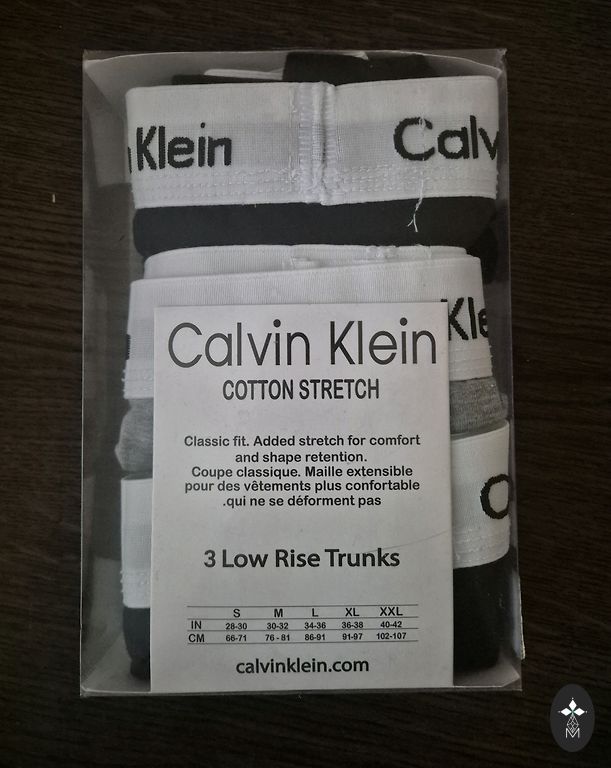 Klein Calv
Kle
Calvin Klein
COTTON STRETCH
Classic fit. Added stretch for comfort
and shape retention.
Coupe classique. Maille extensible
pour des vêtements plus confortable
.qui ne se déforment pas
3 Low Rise Trunks
S M L XL XXL
IN 28-30 30-32 34-36 36-38 40-42
CM 66-71 76 - 81 86-91 91-97 102-107
calvinklein.com
M